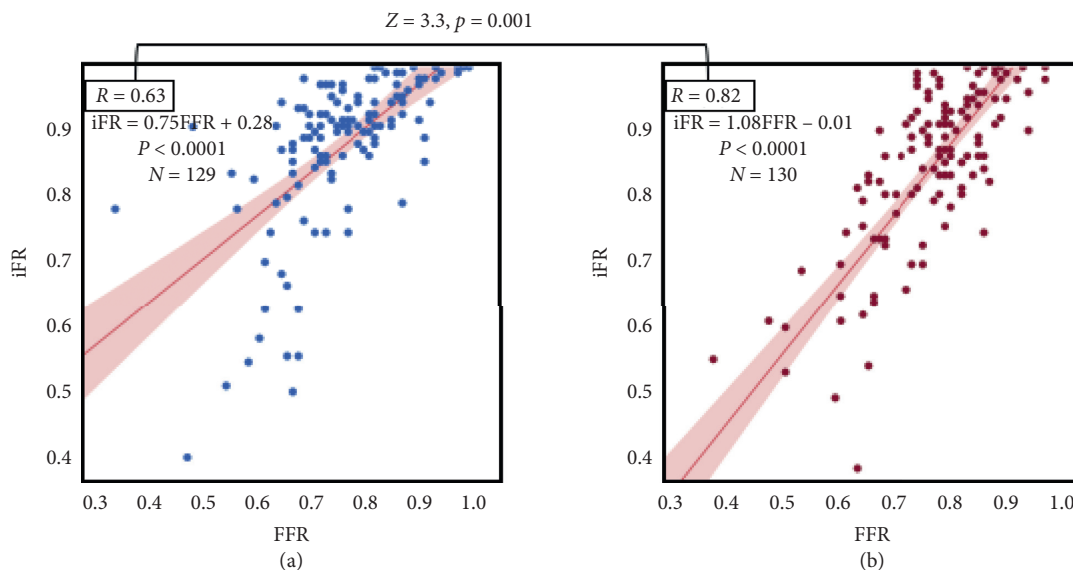 Z = 3.3, p = 0.001
R = 0.63
iFR = 0.75FFR + 0.28
P < 0.0001
N = 129
0.9
0.8
0.7
0.6
0.5
0.4
iFR
0.3 0.4 0.5 0.6 0.7 0.8 0.9 1.0
FFR
(a)
R = 0.82
iFR = 1.08FFR – 0.01
P < 0.0001
N = 130
0.9
0.8
0.7
0.6
0.5
0.4
iFR
0.3 0.4 0.5 0.6 0.7 0.8 0.9 1.0
FFR
(b)